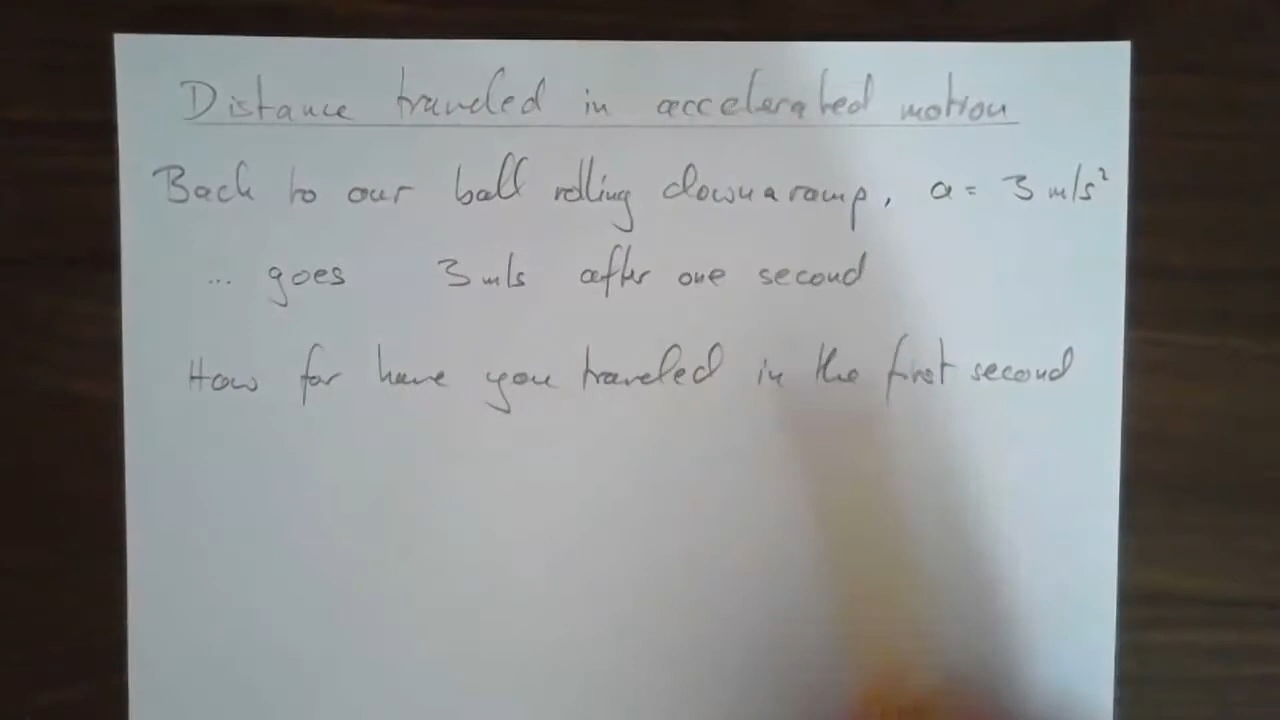 Distance traveled in accelerated motion
Back to our ball rolling down a ramp, a = 3 m/s²
... goes 3 m/s after one second
How far have you traveled in the first second